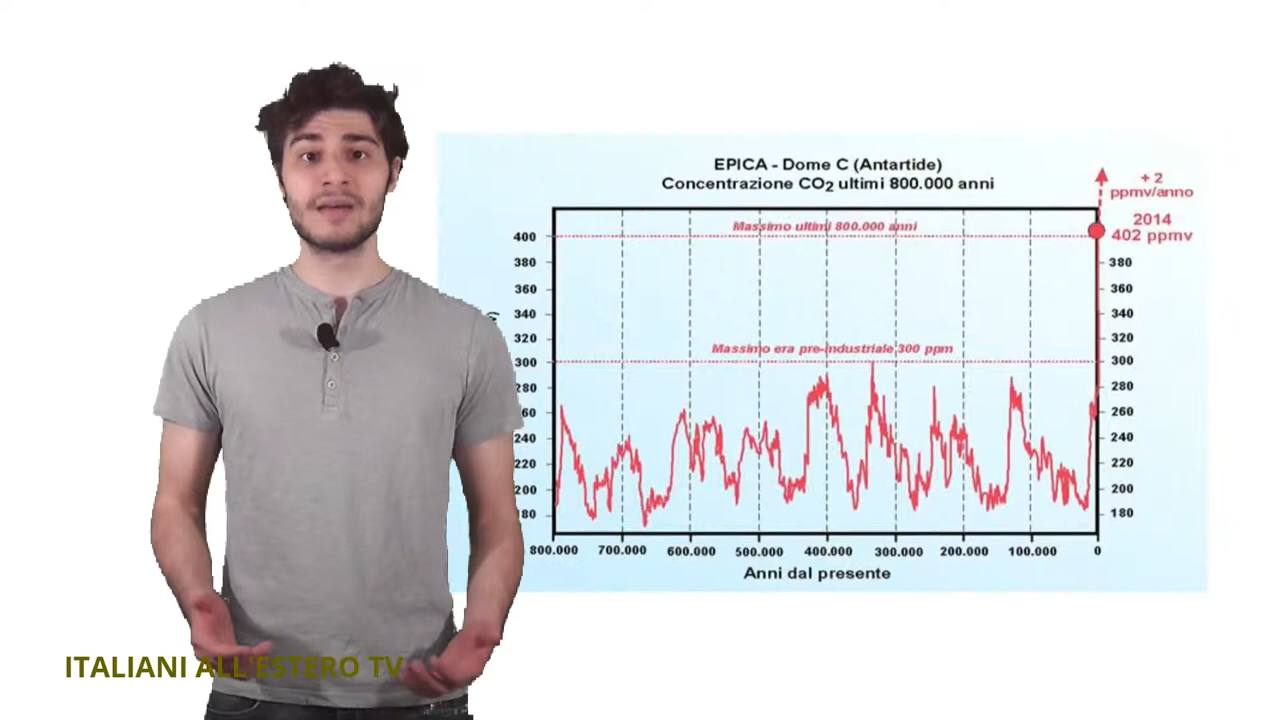 EPICA - Dome C (Antartide)
Concentrazione CO2 ultimi 800.000 anni
+ 2
ppmv/anno
2014
402 ppmv
Massimo ultimi 800.000 anni
400
380 380
360 360
340 340
320 320
Massimo era pre-industriale 300 ppm
300 300
280 280
60 260
240 240
220 220
200 200
80 180
800.000 700.000 600.000 500.000 400.000 300.000 200.000 100.000 0
Anni dal presente
ITALIANI ALL'ESTERO TV